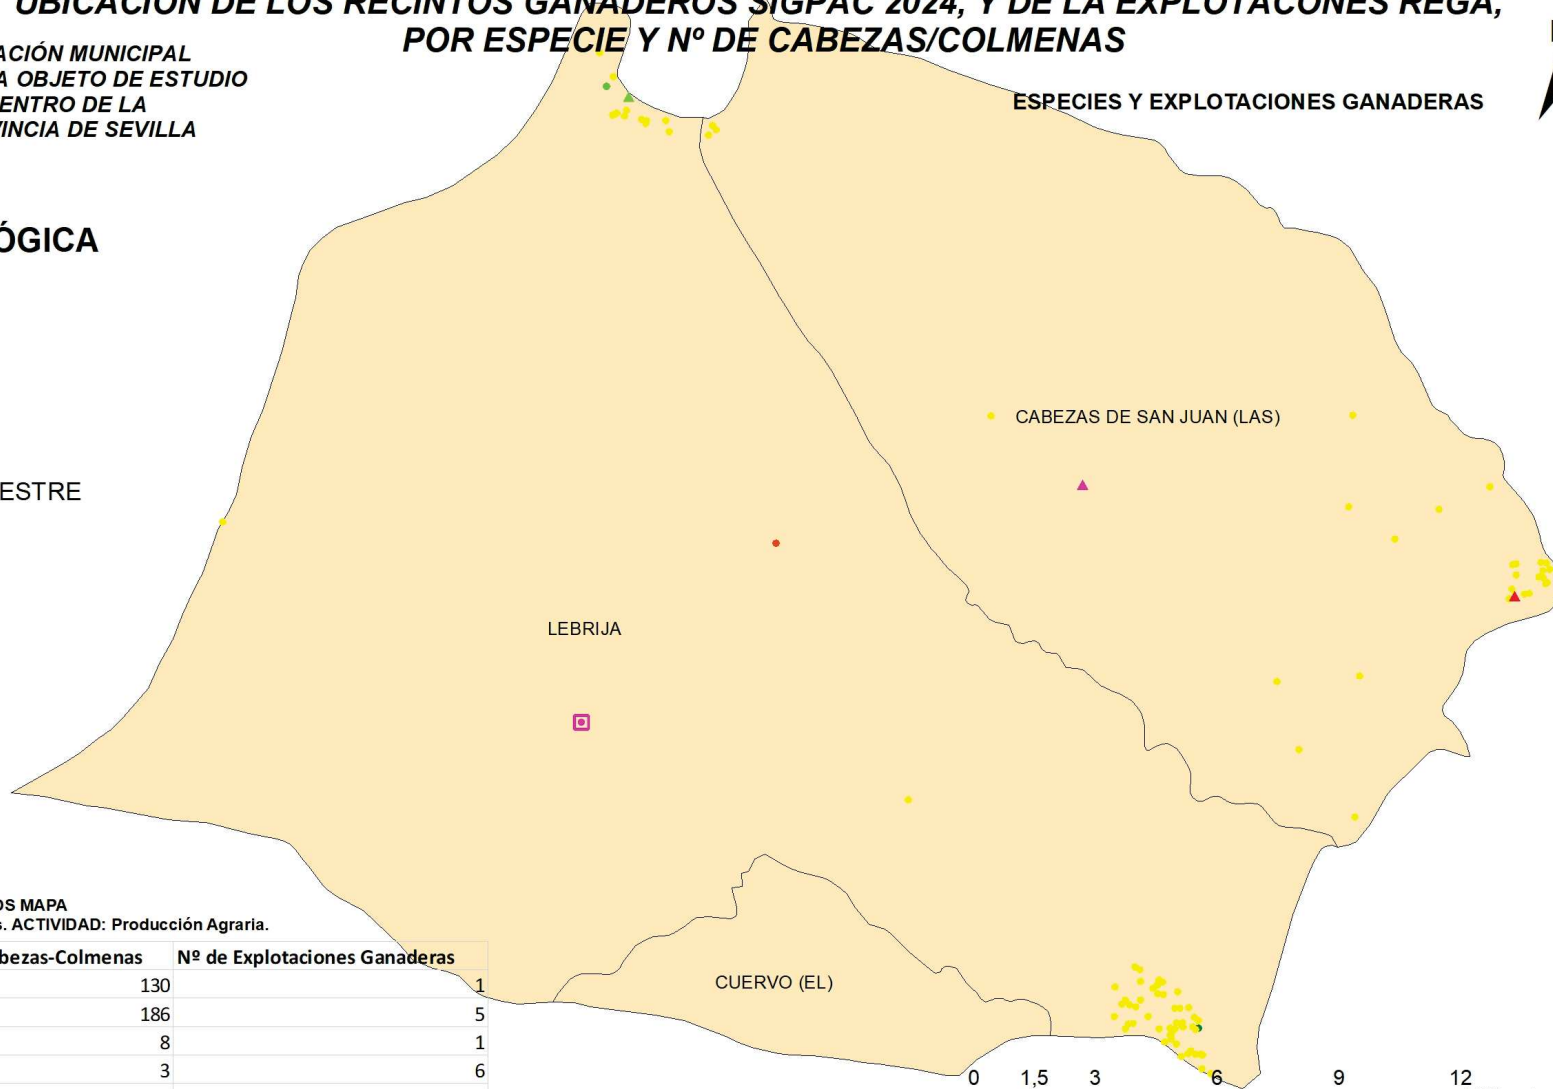 UBICACIÓN DE LOS RECINTOS GANADEROS SIGPAC 2024, Y DE LA EXPLOTACONES REGA,
POR ESPECIE Y Nº DE CABEZAS/COLMENAS
ACIÓN MUNICIPAL
A OBJETO DE ESTUDIO
ENTRO DE LA
VINCIA DE SEVILLA
ESPECIES Y EXPLOTACIONES GANADERAS
ÓGICA
CABEZAS DE SAN JUAN (LAS)
ESTRE
LEBRIJA
OS MAPA
s. ACTIVIDAD: Producción Agraria.
bezas-Colmenas Nº de Explotaciones Ganaderas
130 1
186 5
8 1
3 6
CUERVO (EL)
0 1,5 3 6 9 12